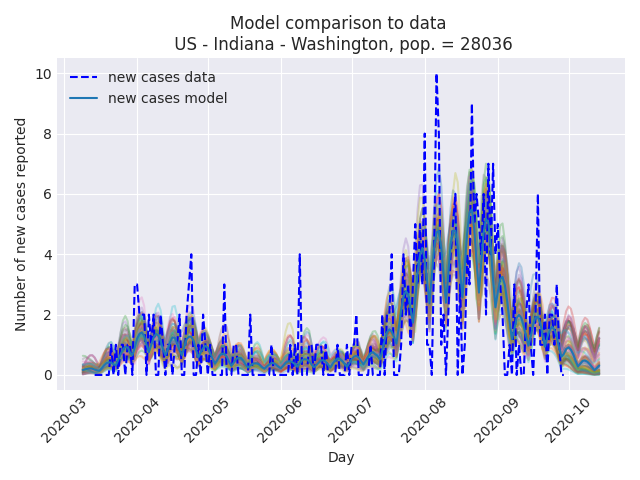 Model comparison to data
US - Indiana - Washington, pop. = 28036
new cases data
new cases model
Number of new cases reported
10
8
6
4
2
0
2020-03
2020-04
2020-05
2020-06
2020-07
2020-08
2020-09
2020-10
Day